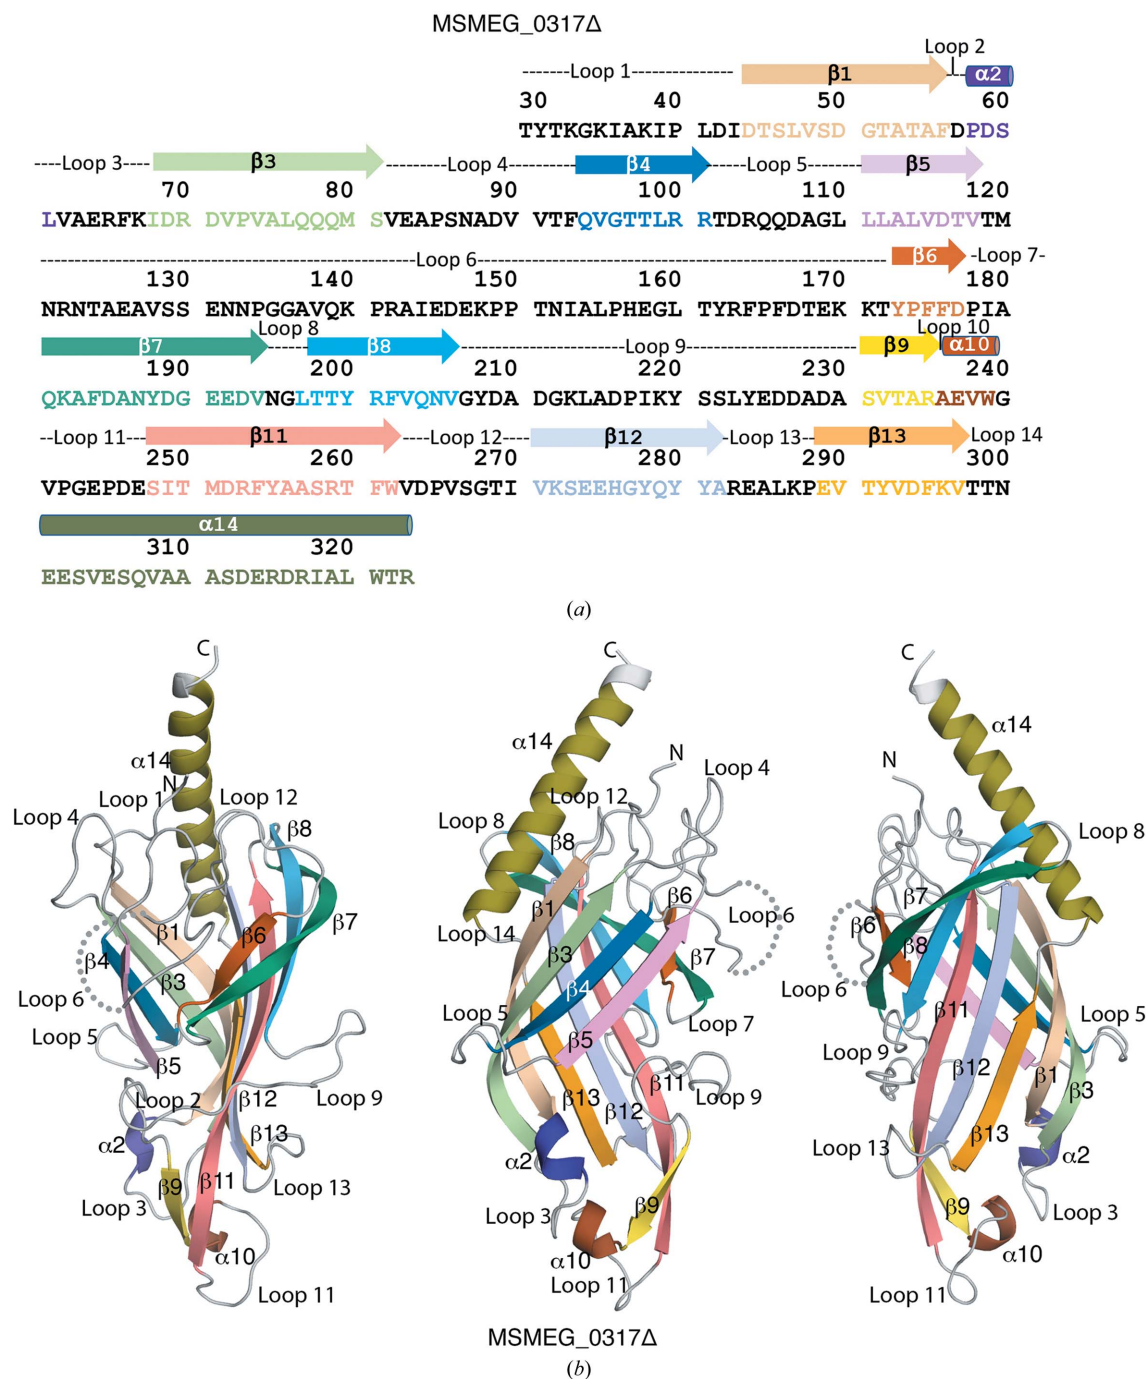 MSMEG_0317Δ
Loop 2
Loop 1 β1 α2
30 40 50 60
TYTKGKIAKIP LDIDTSLVSD GTATAFDPDS
Loop 3 β3 Loop 4 β4 Loop 5 β5
70 80 90 100 110 120
LVAERFKIDR DVPVALQQQM SVEAPSNADV VTFQVGTTLR RTDRQQDAGL LLALVDTVTM
Loop 6 β6 Loop 7
130 140 150 160 170 180
NRNTAEAVSS ENNPGGAVQK PRAIEDEKPP TNIALPHEGL TYRFPFDTEK KTYPFFDPIA
β7 Loop 8 β8 Loop 9 β9 Loop 10 α10
190 200 210 220 230 240
QKAFDANYDG EEDVNGLTTY RFVQNVGYDA DGKLADPIKY SSLYEDDADA SVTARAEVWG
Loop 11 β11 Loop 12 β12 Loop 13 β13 Loop 14
250 260 270 280 290 300
VPGEPDESIT MDRFYAASRT FWVDPVSGTI VKSEEHGYQY YAREALKPEV TYVDFKVTTN
α14
310 320
EESVESQVAA ASDERDRIAL WTR
(a)
C
α14
N
Loop 1
Loop 12
Loop 4
β8
β7
β6
β1
β4
β3
Loop 6
Loop 5
β5
Loop 2
β12
Loop 9
α2
β13
β9
β11
Loop 13
Loop 3
α10
Loop 11
C
α14
N
Loop 4
Loop 12
Loop 8
β8
β6
β1
Loop 6
Loop 14
β3
β7
β4
Loop 5
Loop 7
β5
β11
β13
Loop 9
β12
α2
β9
Loop 3
α10
Loop 11
C
α14
N
Loop 8
β7
β6
β8
Loop 6
β11
Loop 5
Loop 9
β12
β1
β3
Loop 13
β13
α2
β9
Loop 3
α10
Loop 11
MSMEG_0317Δ
(b)